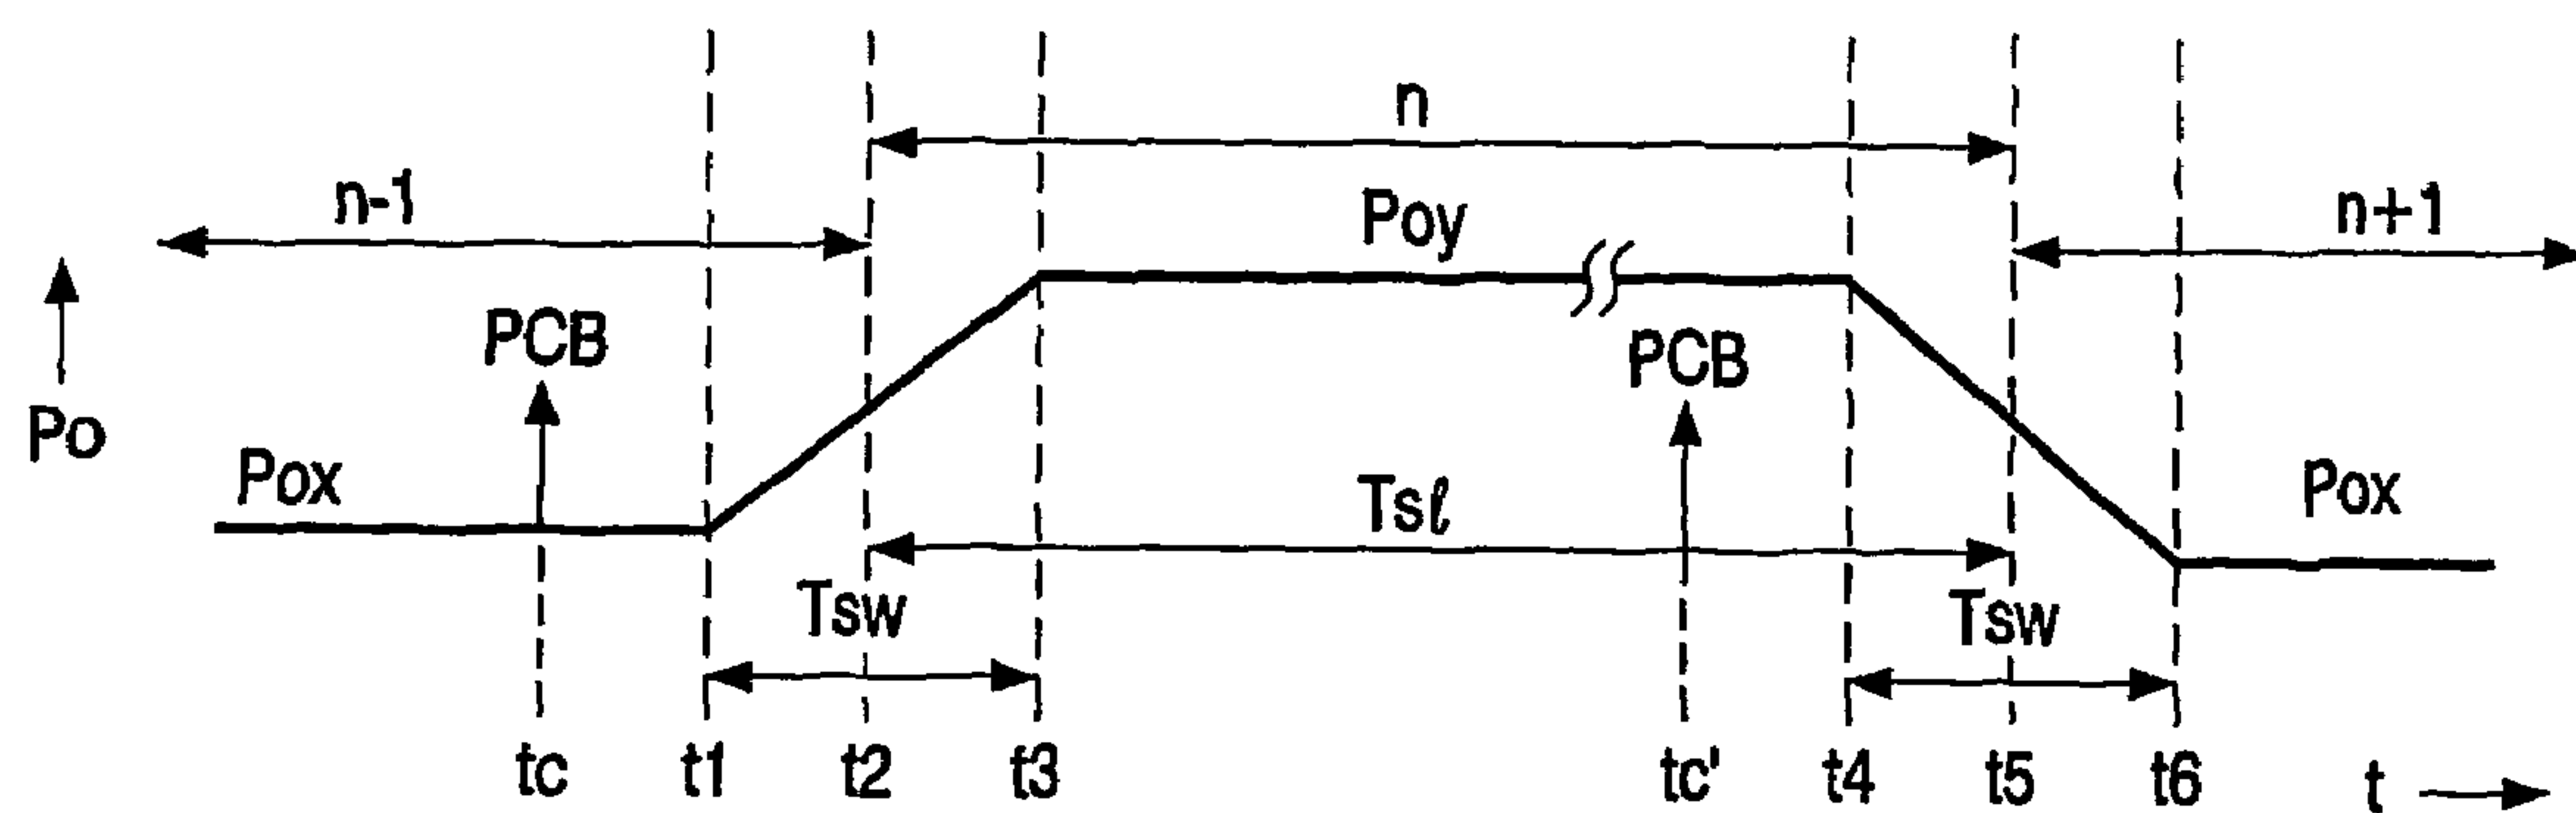 n
n-1
n+1
Poy
PCB
PCB
Po
Pox
Pox
Tsℓ
Tsw
Tsw
tc t1 t2 t3 tc' t4 t5 t6 t